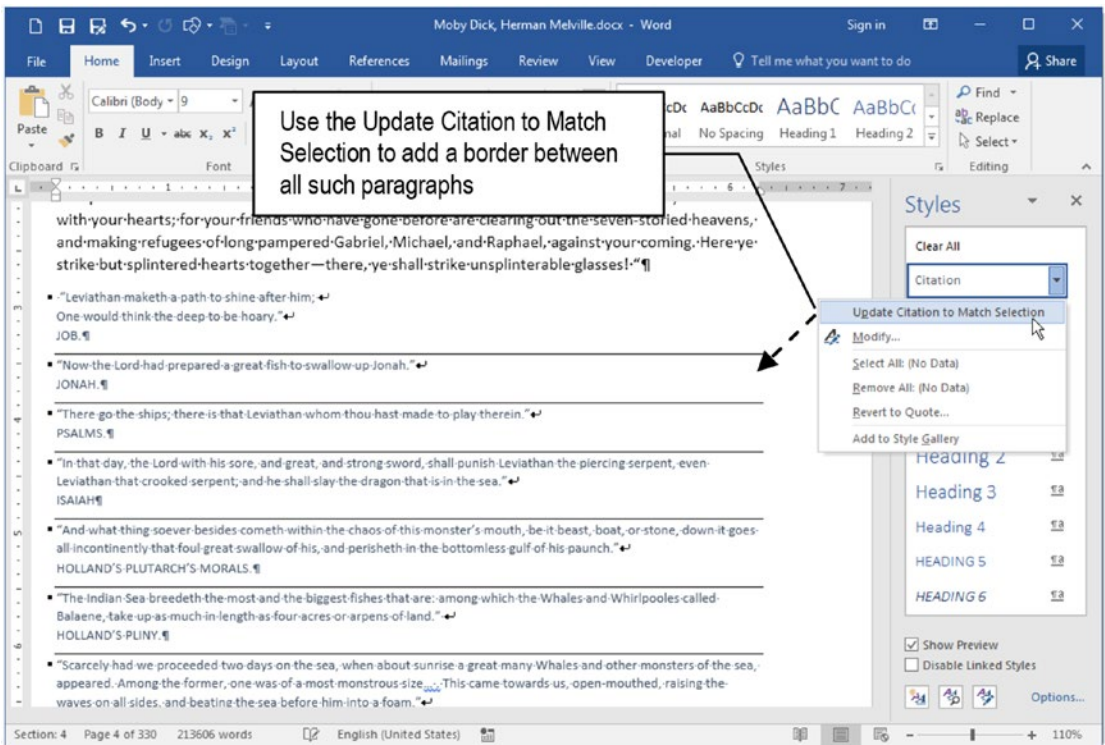 Moby Dick, Herman Melville.docx - Word
Sign in
File
Home
Insert
Design
Layout
References
Mailings
Review
View
Developer
Tell me what you want to do
Share
Paste
Calibri (Body
9
B I U abc X₂ X²
Clipboard
Font
AaBbCcDc
AaBbC
AaBbCc
No Spacing
Heading 1
Heading 2
Styles
Find
Replace
Select
Editing
Use the Update Citation to Match
Selection to add a border between
all such paragraphs
1
6
7
with·your·hearts;·for·your·friends·who·have·gone·before·are·clearing·out·the·seven-storied·heavens,·
and·making·refugees·of·long·pampered·Gabriel,·Michael,·and·Raphael,·against·your·coming.·Here·ye·
strike·but·splintered·hearts·together—there,·ye·shall·strike·unsplinterable·glasses!·“¶
·“Leviathan·maketh·a·path·to·shine·after·him;↵
One·would·think·the·deep·to·be·hoary.”↵
JOB.¶
“Now·the·Lord·had·prepared·a·great·fish·to·swallow·up·Jonah.”↵
JONAH.¶
“There·go·the·ships;·there·is·that·Leviathan·whom·thou·hast·made·to·play·therein.”↵
PSALMS.¶
“In·that·day,·the·Lord·with·his·sore,·and·great,·and·strong·sword,·shall·punish·Leviathan·the·piercing·serpent,·even·
Leviathan·that·crooked·serpent;·and·he·shall·slay·the·dragon·that·is·in·the·sea.”↵
ISAIAH¶
“And·what·thing·soever·besides·cometh·within·the·chaos·of·this·monster’s·mouth,·be·it·beast,·boat,·or·stone,·down·it·goes·
all·incontinently·that·foul·great·swallow·of·his,·and·perisheth·in·the·bottomless·gulf·of·his·paunch.”↵
HOLLAND’S·PLUTARCH’S·MORALS.¶
“The·Indian·Sea·breedeth·the·most·and·the·biggest·fishes·that·are:·among·which·the·Whales·and·Whirlpooles·called·
Balaene,·take·up·as·much·in·length·as·four·acres·or·arpens·of·land.”·↵
HOLLAND’S·PLINY.¶
“Scarcely·had·we·proceeded·two·days·on·the·sea,·when·about·sunrise·a·great·many·Whales·and·other·monsters·of·the·sea,·
appeared.·Among·the·former,·one·was·of·a·most·monstrous·size....·This·came·towards·us,·open-mouthed,·raising·the·
waves·on·all·sides,·and·beating·the·sea·before·him·into·a·foam.”↵
Styles
Clear All
Citation
Update Citation to Match Selection
Modify...
Select All: (No Data)
Remove All: (No Data)
Revert to Quote...
Add to Style Gallery
Heading 2
Heading 3
Heading 4
HEADING 5
HEADING 6
Show Preview
Disable Linked Styles
Options...
Section: 4
Page 4 of 330
213606 words
English (United States)
110%